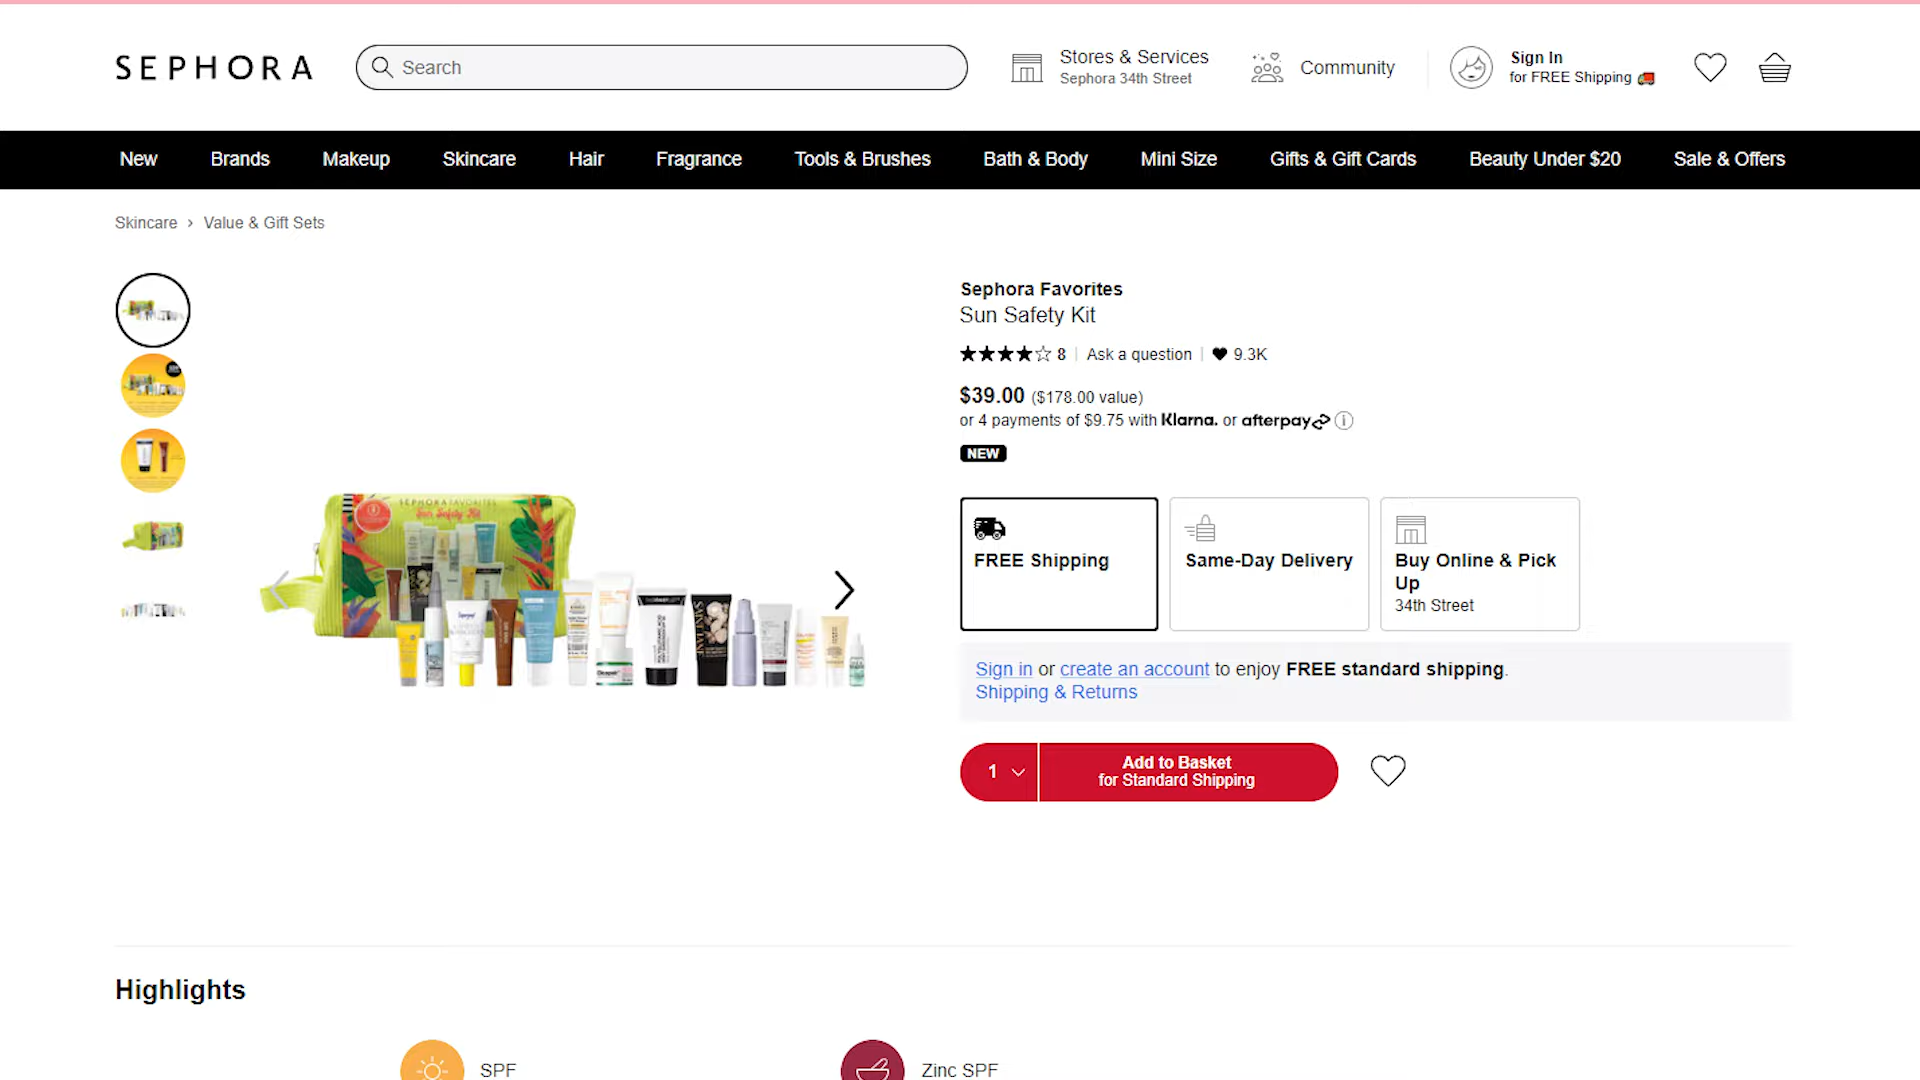 SEPHORA
Search
Stores & Services
Sephora 34th Street
Community
Sign In
for FREE Shipping
New
Brands
Makeup
Skincare
Hair
Fragrance
Tools & Brushes
Bath & Body
Mini Size
Gifts & Gift Cards
Beauty Under $20
Sale & Offers
Skincare › Value & Gift Sets
Sephora Favorites
Sun Safety Kit
8 | Ask a question | 9.3K
$39.00 ($178.00 value)
or 4 payments of $9.75 with Klarna. or afterpay
NEW
FREE Shipping
Same-Day Delivery
Buy Online & Pick
Up
34th Street
Sign in or create an account to enjoy FREE standard shipping.
Shipping & Returns
1
Add to Basket
for Standard Shipping
SEPHORA FAVORITES
Sun Safety Kit
Highlights
SPF
Zinc SPF